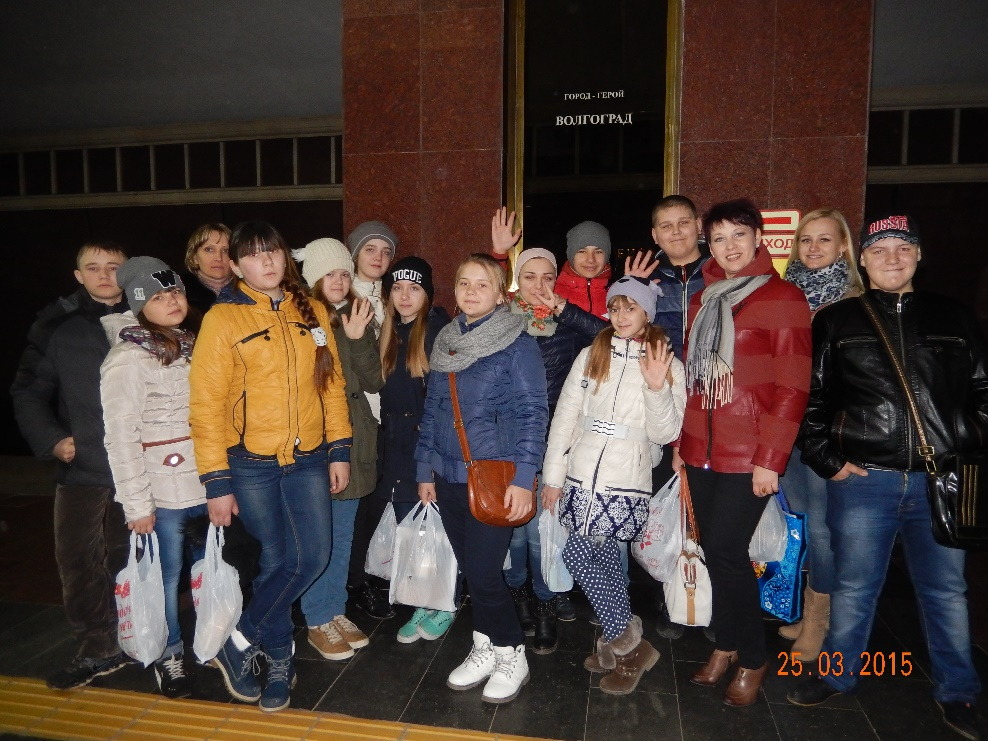 ГОРОД - ГЕРОЙ
ВОЛГОГРАД
ХОД
RUSSIA
VOGUE
25.03.2015